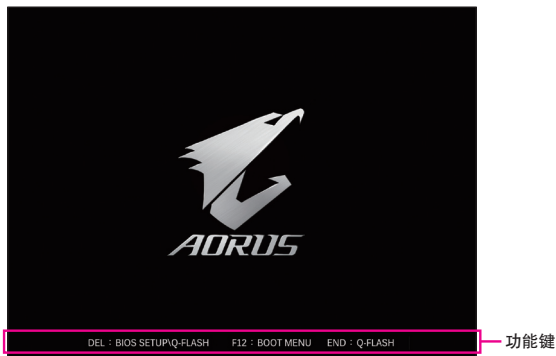 AORUS
DEL：BIOS SETUP\Q-FLASH F12：BOOT MENU END：Q-FLASH
功能键